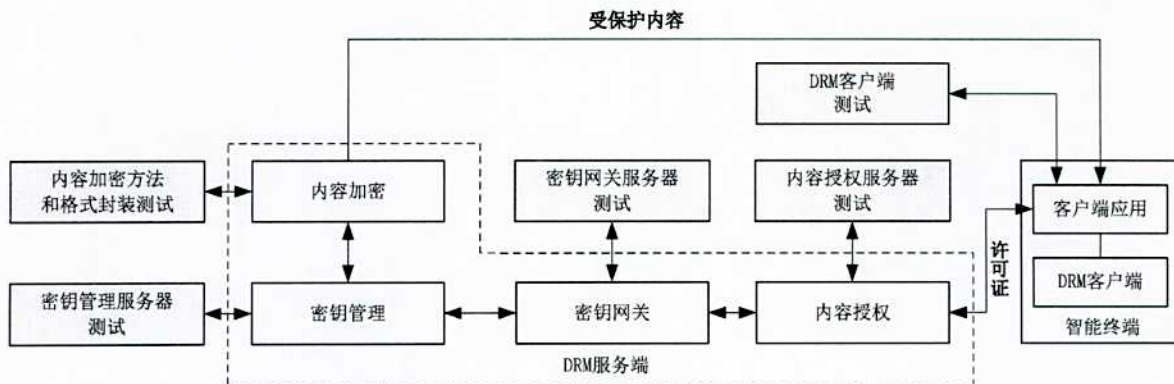 受保护内容
DRM客户端
测试
内容加密方法
和格式封装测试
内容加密
密钥网关服务器
测试
内容授权服务器
测试
客户端应用
许可证
密钥管理服务器
测试
密钥管理
密钥网关
内容授权
DRM客户端
智能终端
DRM服务端